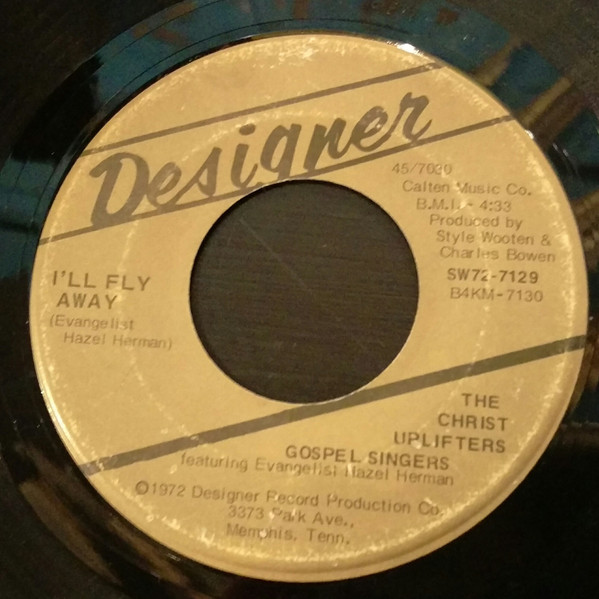 Designer
45/7030
Calten Music Co.
B.M.I. - 4:33
Produced by
Style Wooten &
Charles Bowen
SW72-7129
B4KM-7130
I'LL FLY
AWAY
(Evangelist
Hazel Herman)
THE
CHRIST
UPLIFTERS
GOSPEL SINGERS
featuring Evangelist Hazel Herman
©1972 Designer Record Production Co.
3373 Park Ave.,
Memphis, Tenn.